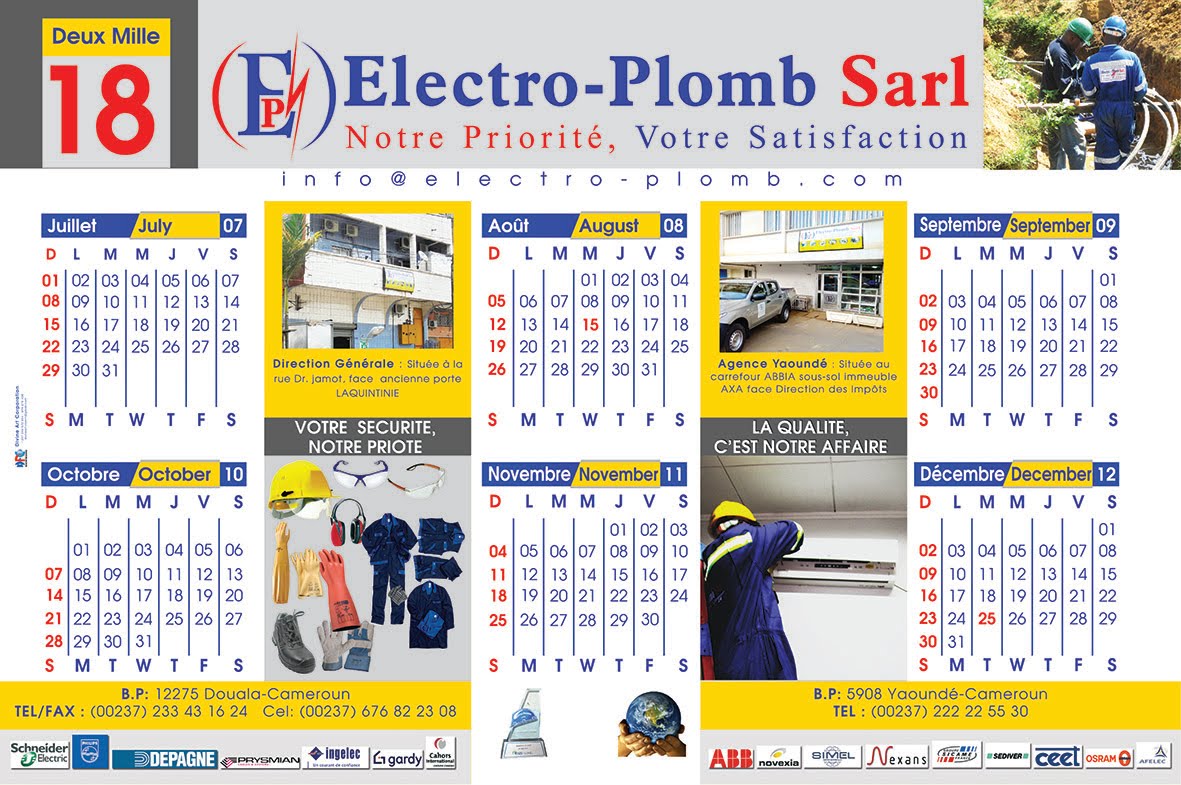 Deux Mille
18
EP
Electro-Plomb Sarl
Notre Priorité, Votre Satisfaction
info@electro-plomb.com
Juillet July 07
D L M M J V S
01 02 03 04 05 06 07
08 09 10 11 12 13 14
15 16 17 18 19 20 21
22 23 24 25 26 27 28
29 30 31
S M T W T F S
Direction Générale : Située à la
rue Dr. jamot, face ancienne porte
LAQUINTINIE
VOTRE SECURITE,
NOTRE PRIOTE
Août August 08
D L M M J V S
01 02 03 04
05 06 07 08 09 10 11
12 13 14 15 16 17 18
19 20 21 22 23 24 25
26 27 28 29 30 31
S M T W T F S
Electro-Plomb
Agence Yaoundé : Située au
carrefour ABBIA sous-sol immeuble
AXA face Direction des Impôts
LA QUALITE,
C'EST NOTRE AFFAIRE
Septembre September 09
D L M M J V S
01
02 03 04 05 06 07 08
09 10 11 12 13 14 15
16 17 18 19 20 21 22
23 24 25 26 27 28 29
30
S M T W T F S
Divine Art Corporation
Octobre October 10
D L M M J V S
01 02 03 04 05 06
07 08 09 10 11 12 13
14 15 16 17 18 19 20
21 22 23 24 25 26 27
28 29 30 31
S M T W T F S
Novembre November 11
D L M M J V S
01 02 03
04 05 06 07 08 09 10
11 12 13 14 15 16 17
18 19 20 21 22 23 24
25 26 27 28 29 30
S M T W T F S
Décembre December 12
D L M M J V S
01
02 03 04 05 06 07 08
09 10 11 12 13 14 15
16 17 18 19 20 21 22
23 24 25 26 27 28 29
30 31
S M T W T F S
B.P: 12275 Douala-Cameroun
TEL/FAX : (00237) 233 43 16 24 Cel: (00237) 676 82 23 08
B.P: 5908 Yaoundé-Cameroun
TEL : (00237) 222 22 55 30
Schneider
Electric
PHILIPS
DEPAGNE
PRYSMIAN
ingelec
Un courant de confiance
gardy
Cahors
International
ABB
novexia
SIMEL
Nexans
SICAME
SEDIVER
ceet
OSRAM
AFELEC